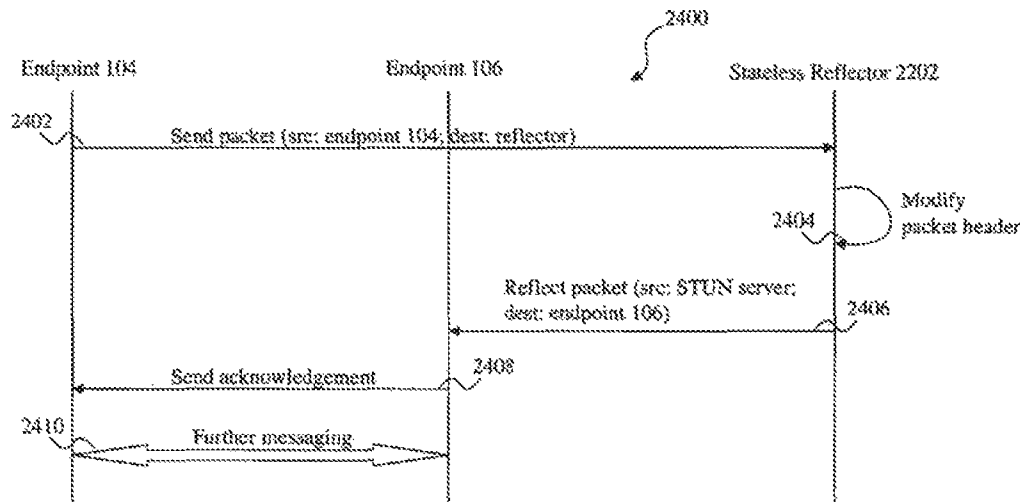 2400
Endpoint 104
Endpoint 106
Stateless Reflector 2202
2402
Send packet (src: endpoint 104; dest: reflector)
Modify
packet header
2404
Reflect packet (src: STUN server;
dest: endpoint 106)
2406
Send acknowledgement
2408
2410
Further messaging